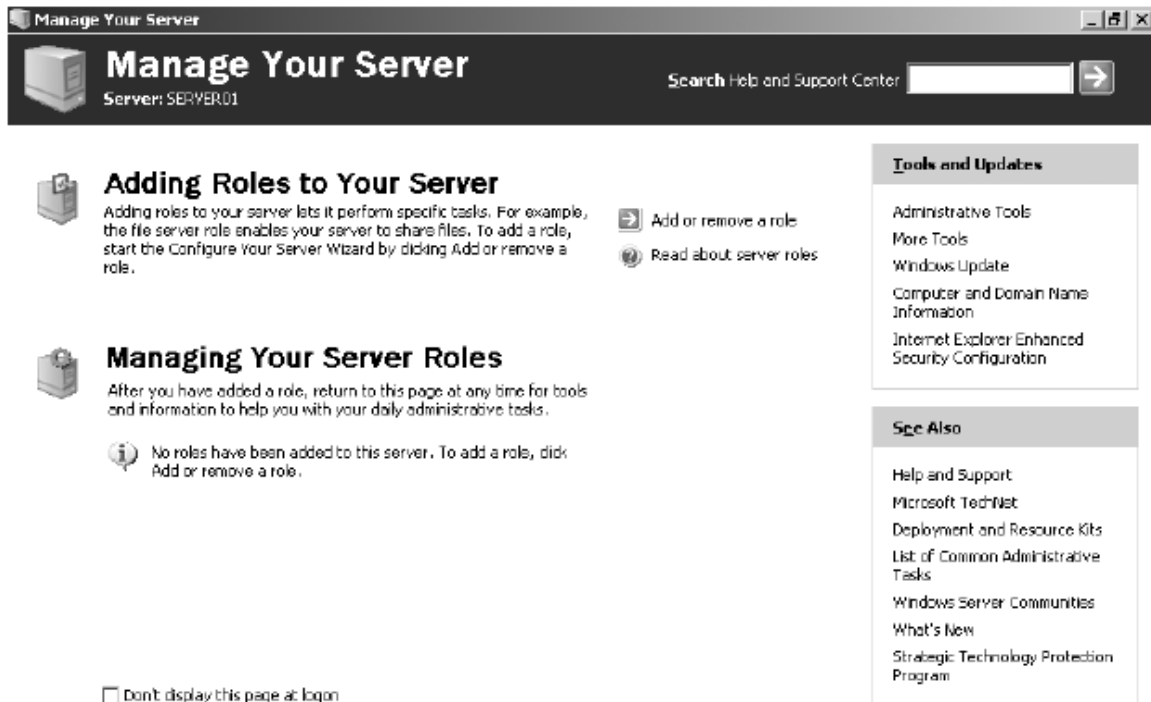 Manage Your Server
Manage Your Server
Server: SERVER01
Search Help and Support Center
Adding Roles to Your Server
Adding roles to your server lets it perform specific tasks. For example,
the file server role enables your server to share files. To add a role,
start the Configure Your Server Wizard by clicking Add or remove a
role.
Add or remove a role
Read about server roles
Managing Your Server Roles
After you have added a role, return to this page at any time for tools
and information to help you with your daily administrative tasks.
No roles have been added to this server. To add a role, click
Add or remove a role.
Don't display this page at logon
Tools and Updates
Administrative Tools
More Tools
Windows Update
Computer and Domain Name
Information
Internet Explorer Enhanced
Security Configuration
See Also
Help and Support
Microsoft TechNet
Deployment and Resource Kits
List of Common Administrative
Tasks
Windows Server Communities
What's New
Strategic Technology Protection
Program